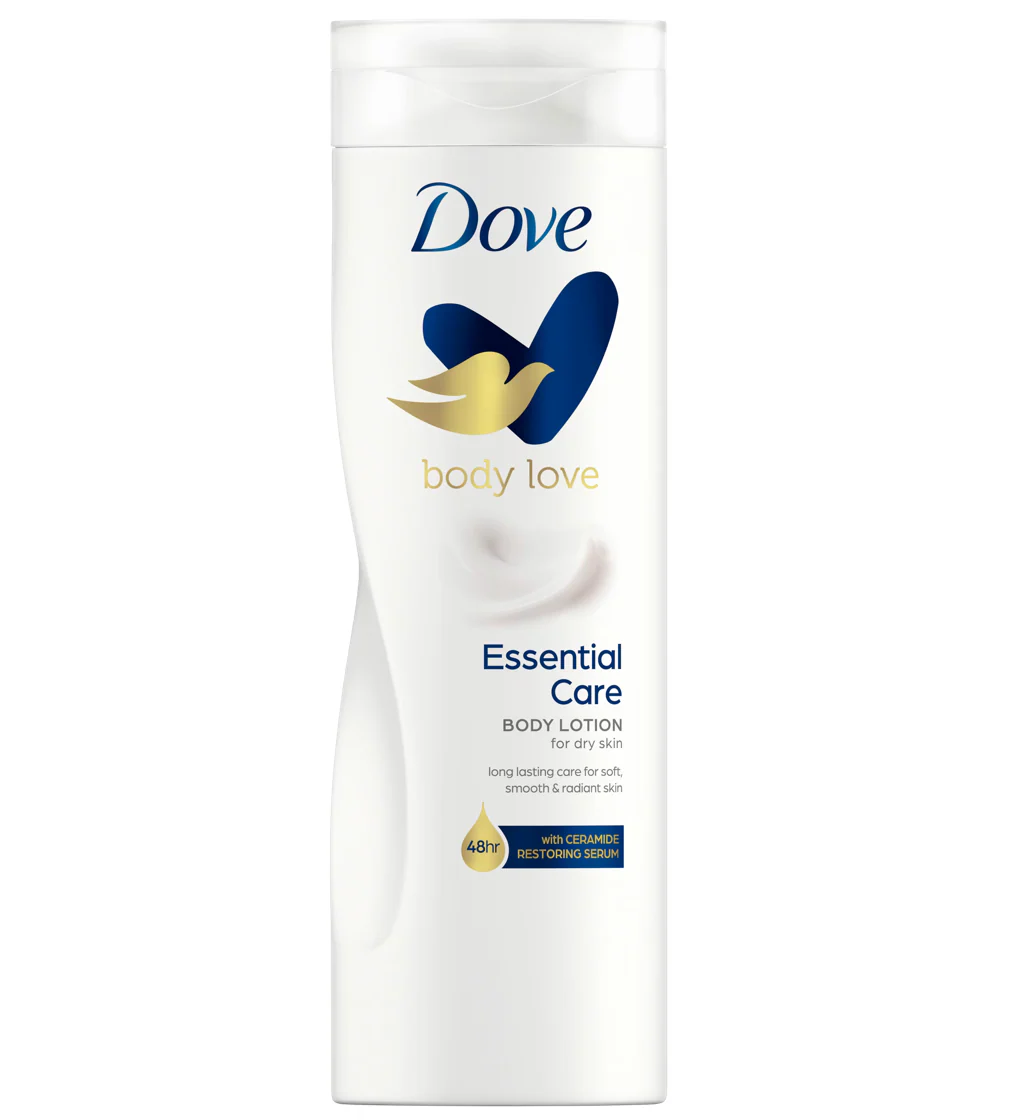 Dove
body love
Essential
Care
BODY LOTION
for dry skin
long lasting care for soft,
smooth & radiant skin
48hr
with CERAMIDE
RESTORING SERUM